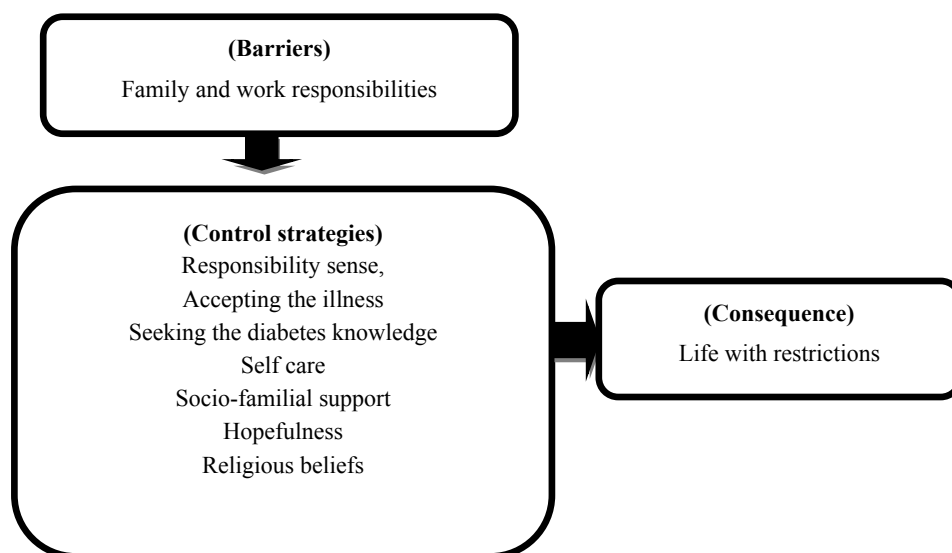 (Barriers)
Family and work responsibilities
(Control strategies)
Responsibility sense,
Accepting the illness
Seeking the diabetes knowledge
Self care
Socio-familial support
Hopefulness
Religious beliefs
(Consequence)
Life with restrictions